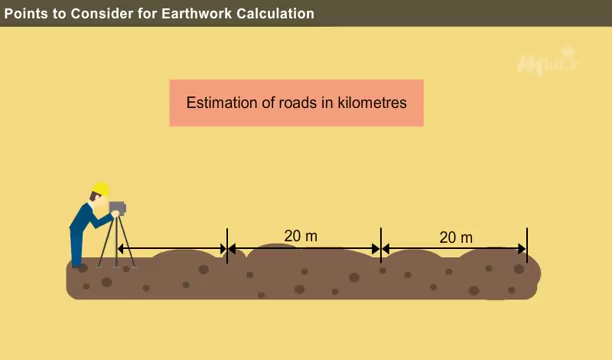 Points to Consider for Earthwork Calculation
Estimation of roads in kilometres
20 m
20 m